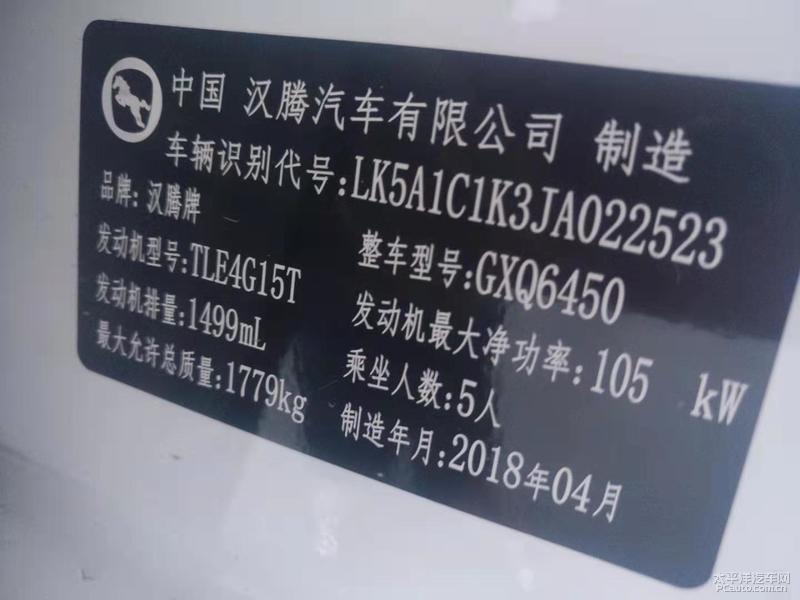 中国 汉腾汽车有限公司 制造
车辆识别代号:LK5A1C1K3JA022523
品牌:汉腾牌
整车型号:GXQ6450
发动机型号:TLE4G15T
发动机最大净功率:105 kW
发动机排量:1499mL
乘坐人数:5人
最大允许总质量:1779kg
制造年月:2018年04月
太平洋汽车网
PCauto.com.cn